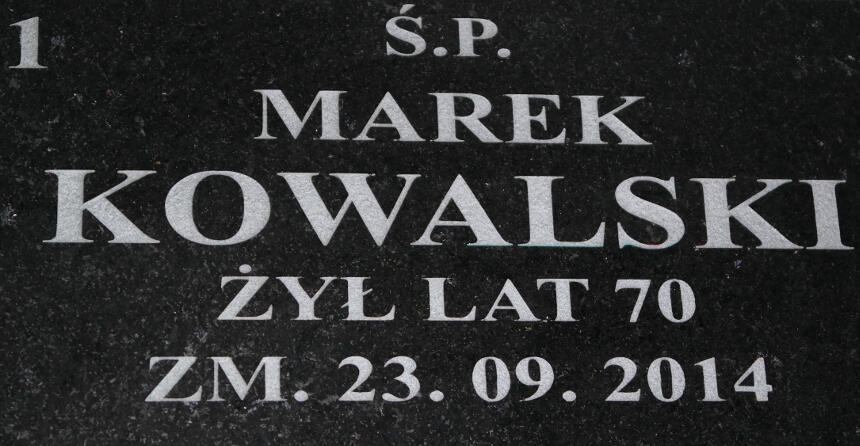 1
Ś.P.
MAREK
KOWALSKI
ŻYŁ LAT 70
ZM. 23. 09. 2014